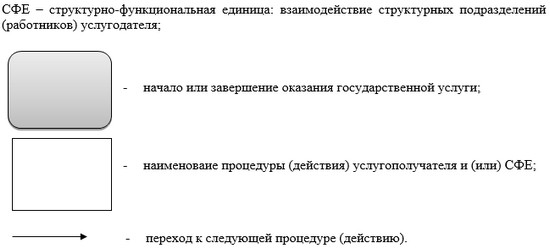 СФЕ – структурно-функциональная единица: взаимодействие структурных подразделений
(работников) услугодателя;
- начало или завершение оказания государственной услуги;
- наименоваие процедуры (действия) услугополучателя и (или) СФЕ;
- переход к следующей процедуре (действию).